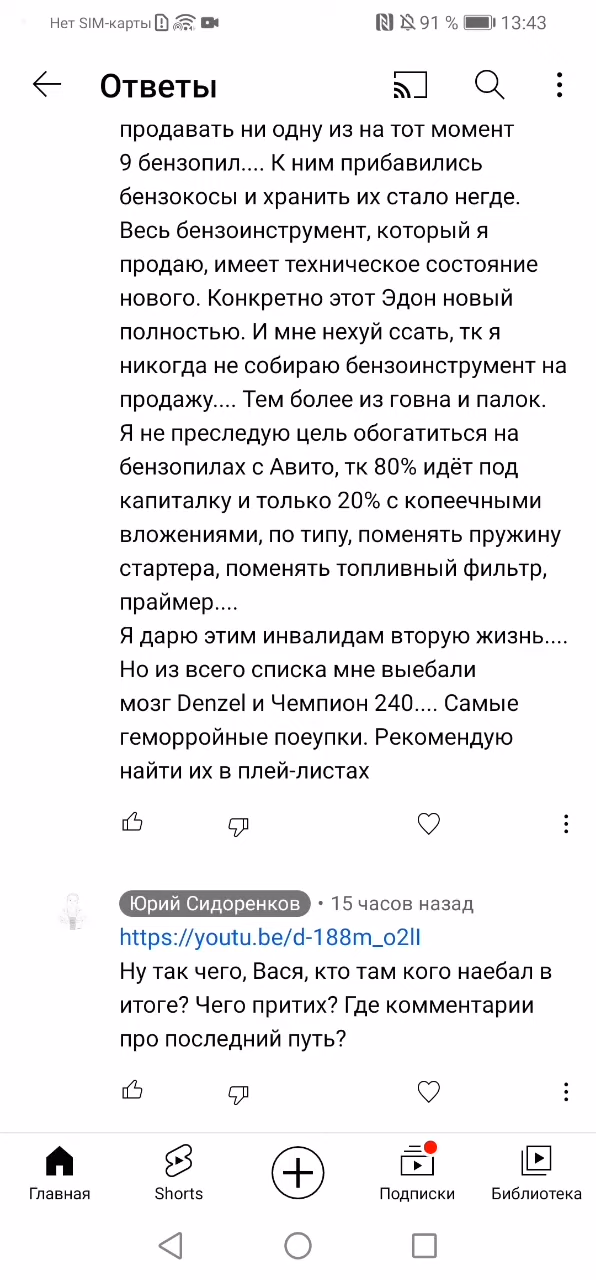 Нет SIM-карты 91 % 13:43
Ответы
продавать ни одну из на тот момент
9 бензопил.... К ним прибавились
бензокосы и хранить их стало негде.
Весь бензоинструмент, который я
продаю, имеет техническое состояние
нового. Конкретно этот Эдон новый
полностью. И мне нехуй ссать, тк я
никогда не собираю бензоинструмент на
продажу.... Тем более из говна и палок.
Я не преследую цель обогатиться на
бензопилах с Авито, тк 80% идёт под
капиталку и только 20% с копеечными
вложениями, по типу, поменять пружину
стартера, поменять топливный фильтр,
праймер....
Я дарю этим инвалидам вторую жизнь....
Но из всего списка мне выебали
мозг Denzel и Чемпион 240.... Самые
геморройные поеупки. Рекомендую
найти их в плей-листах
Юрий Сидоренков • 15 часов назад
https://youtu.be/d-188m_o2lI
Ну так чего, Вася, кто там кого наебал в
итоге? Чего притих? Где комментарии
про последний путь?
Главная Shorts Подписки Библиотека